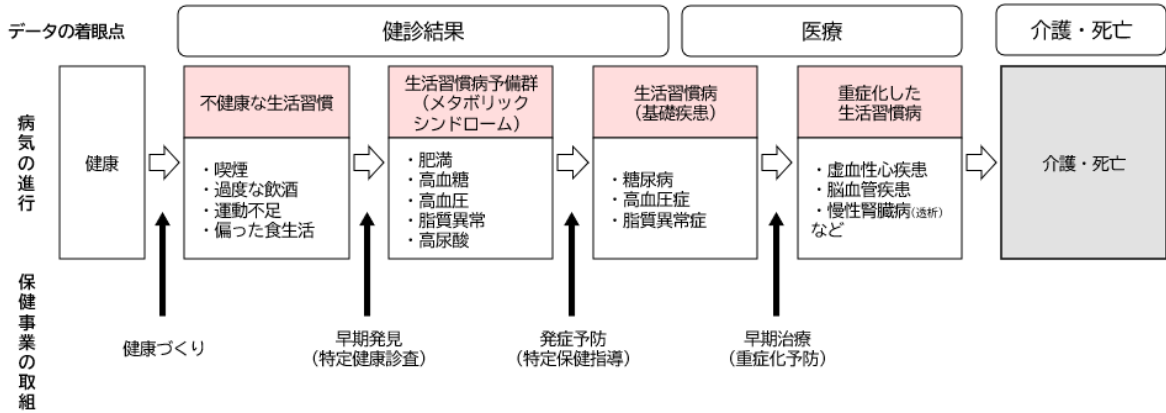 データの着眼点
健診結果
医療
介護・死亡
病気の進行
健康
不健康な生活習慣
・喫煙
・過度な飲酒
・運動不足
・偏った食生活
生活習慣病予備群
（メタボリック
シンドローム）
・肥満
・高血糖
・高血圧
・脂質異常
・高尿酸
生活習慣病
（基礎疾患）
・糖尿病
・高血圧症
・脂質異常症
重症化した
生活習慣病
・虚血性心疾患
・脳血管疾患
・慢性腎臓病(透析)
など
介護・死亡
保健事業の取組
健康づくり
早期発見
（特定健康診査）
発症予防
（特定保健指導）
早期治療
（重症化予防）